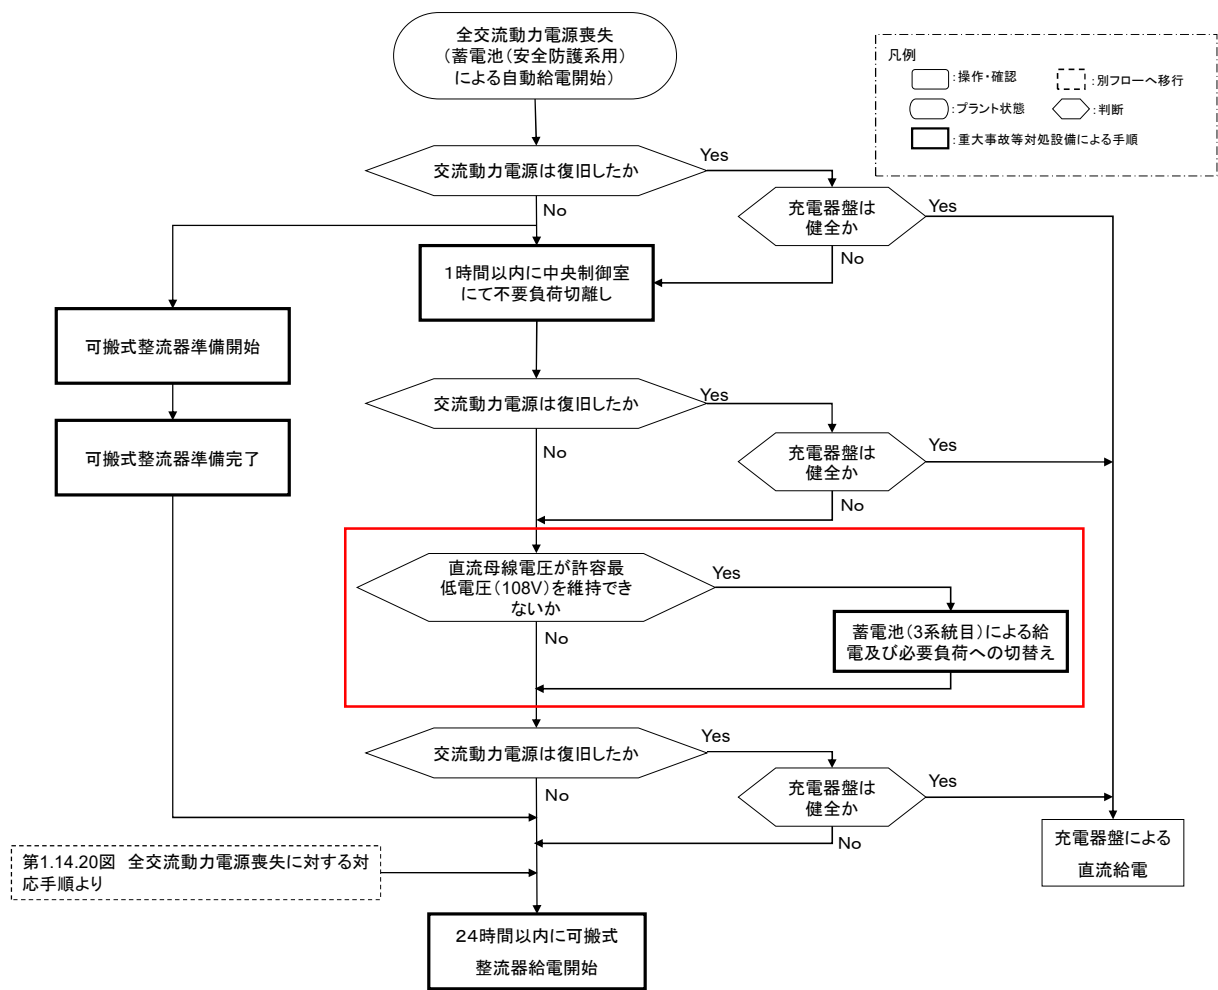 全交流動力電源喪失
（蓄電池（安全防護系用）
による自動給電開始）
凡例
：操作・確認
：別フローへ移行
：プラント状態
：判断
：重大事故等対処設備による手順
交流動力電源は復旧したか
Yes
No
充電器盤は
健全か
Yes
No
1時間以内に中央制御室
にて不要負荷切離し
可搬式整流器準備開始
可搬式整流器準備完了
交流動力電源は復旧したか
Yes
No
充電器盤は
健全か
Yes
No
直流母線電圧が許容最
低電圧（108V）を維持でき
ないか
Yes
No
蓄電池（3系統目）による給
電及び必要負荷への切替え
交流動力電源は復旧したか
Yes
No
充電器盤は
健全か
Yes
No
充電器盤による
直流給電
第1.14.20図　全交流動力電源喪失に対する対
応手順より
24時間以内に可搬式
整流器給電開始